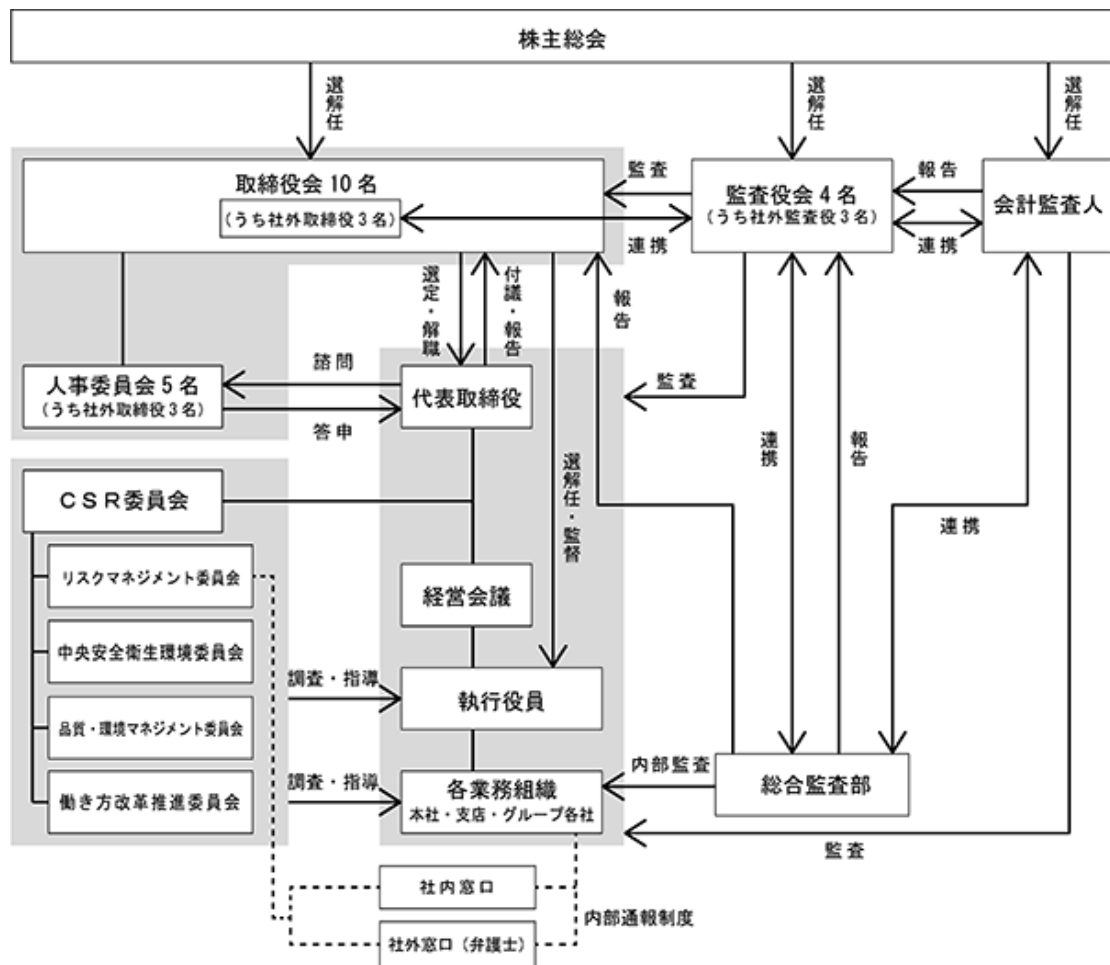 株主総会
選解任
選解任
選解任
取締役会 10 名
(うち社外取締役 3 名)
監査
連携
監査役会 4 名
(うち社外監査役 3 名)
報告
連携
会計監査人
選定・解職
付議・報告
報告
人事委員会 5 名
(うち社外取締役 3 名)
諮問
答申
代表取締役
監査
選解任・監督
連携
報告
連携
CSR委員会
リスクマネジメント委員会
中央安全衛生環境委員会
品質・環境マネジメント委員会
働き方改革推進委員会
経営会議
調査・指導
執行役員
調査・指導
各業務組織
本社・支店・グループ各社
内部監査
総合監査部
監査
社内窓口
社外窓口(弁護士)
内部通報制度